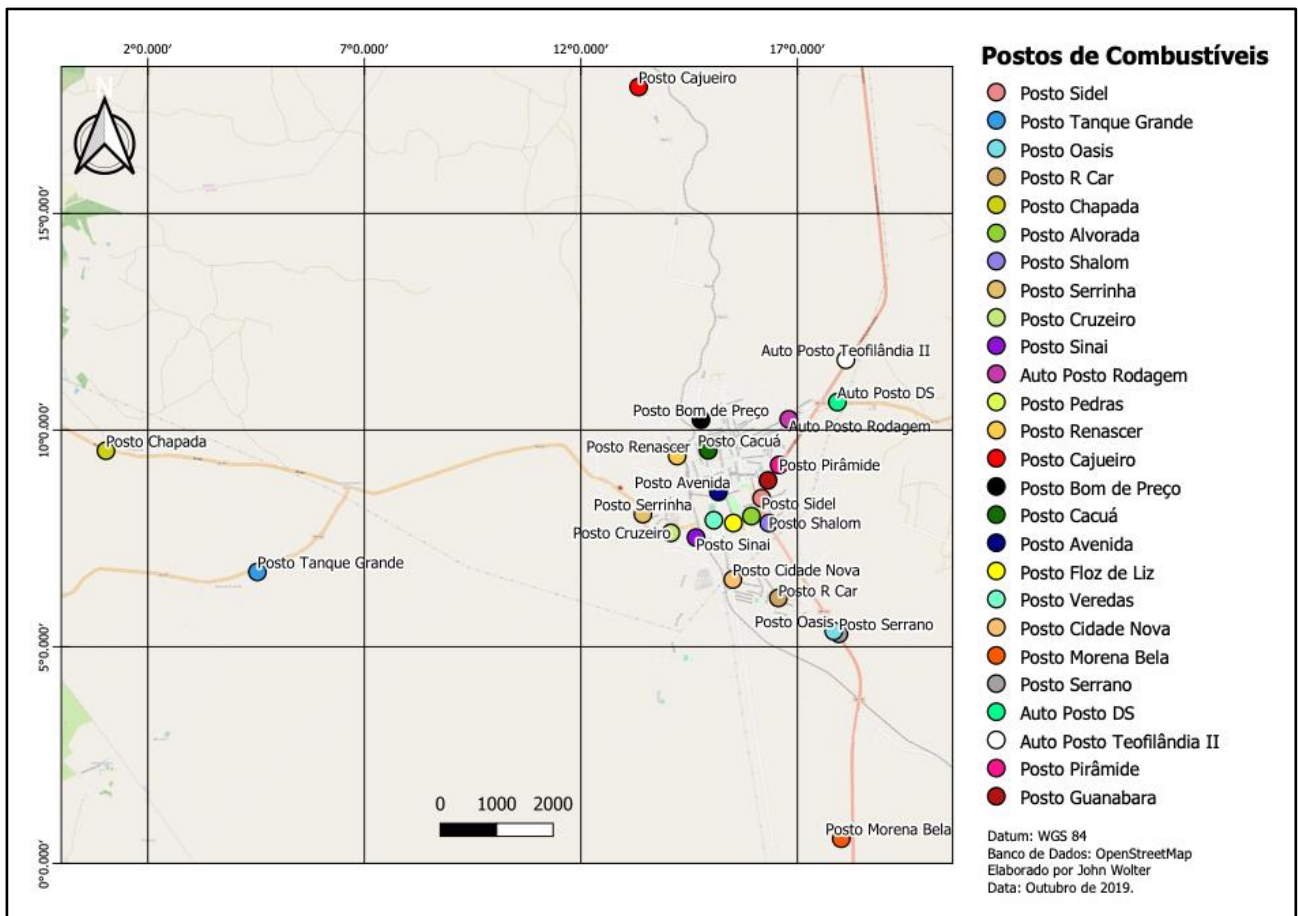 2°0.000′ 7°0.000′ 12°0.000′ 17°0.000′
N
15°0.000′
10°0.000′
5°0.000′
0°0.000′
Posto Cajueiro
Auto Posto Teofilândia II
Auto Posto DS
Posto Bom de Preço
Auto Posto Rodagem
Posto Chapada
Posto Renascer
Posto Cacuá
Posto Pirâmide
Posto Avenida
Posto Serrinha
Posto Sidel
Posto Cruzeiro
Posto Shalom
Posto Sinai
Posto Tanque Grande
Posto Cidade Nova
Posto R Car
Posto Oasis
Posto Serrano
Posto Morena Bela
0 1000 2000
Postos de Combustíveis
Posto Sidel
Posto Tanque Grande
Posto Oasis
Posto R Car
Posto Chapada
Posto Alvorada
Posto Shalom
Posto Serrinha
Posto Cruzeiro
Posto Sinai
Auto Posto Rodagem
Posto Pedras
Posto Renascer
Posto Cajueiro
Posto Bom de Preço
Posto Cacuá
Posto Avenida
Posto Floz de Liz
Posto Veredas
Posto Cidade Nova
Posto Morena Bela
Posto Serrano
Auto Posto DS
Auto Posto Teofilândia II
Posto Pirâmide
Posto Guanabara
Datum: WGS 84
Banco de Dados: OpenStreetMap
Elaborado por John Wolter
Data: Outubro de 2019.